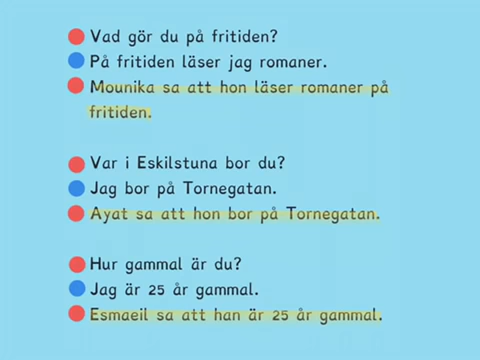 Vad gör du på fritiden?
På fritiden läser jag romaner.
Mounika sa att hon läser romaner på
fritiden.
Var i Eskilstuna bor du?
Jag bor på Tornegatan.
Ayat sa att hon bor på Tornegatan.
Hur gammal är du?
Jag är 25 år gammal.
Esmaeil sa att han är 25 år gammal.